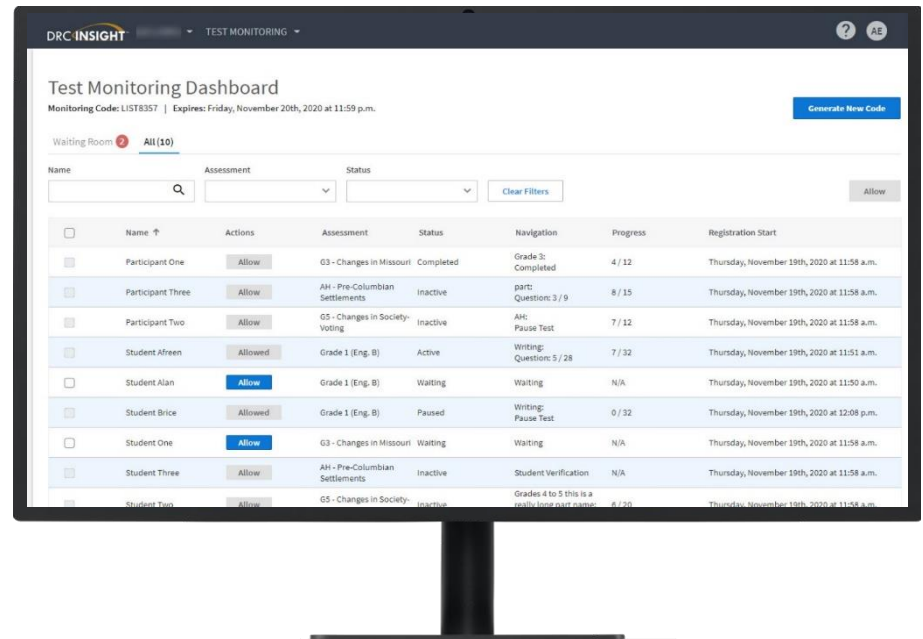 DRC INSIGHT TEST MONITORING ? AE
Test Monitoring Dashboard
Monitoring Code: LIST8357 | Expires: Friday, November 20th, 2020 at 11:59 p.m.
Generate New Code
Waiting Room 2 All (10)
Name Assessment Status
Clear Filters Allow
Name ↑ Actions Assessment Status Navigation Progress Registration Start
Participant One Allow G3 - Changes in Missouri Completed Grade 3: 4 / 12 Thursday, November 19th, 2020 at 11:58 a.m.
Completed
Participant Three Allow AH - Pre-Columbian Inactive part: 8 / 15 Thursday, November 19th, 2020 at 11:58 a.m.
Settlements Question: 3 / 9
Participant Two Allow G5 - Changes in Society- Inactive AH: 7 / 12 Thursday, November 19th, 2020 at 11:58 a.m.
Voting Pause Test
Student Afreen Allowed Grade 1 (Eng. B) Active Writing: 7 / 32 Thursday, November 19th, 2020 at 11:51 a.m.
Question: 5 / 28
Student Alan Allow Grade 1 (Eng. B) Waiting Waiting N/A Thursday, November 19th, 2020 at 11:50 a.m.
Student Brice Allowed Grade 1 (Eng. B) Paused Writing: 0 / 32 Thursday, November 19th, 2020 at 12:08 p.m.
Pause Test
Student One Allow G3 - Changes in Missouri Waiting Waiting N/A Thursday, November 19th, 2020 at 11:58 a.m.
Student Three Allow AH - Pre-Columbian Inactive Student Verification N/A Thursday, November 19th, 2020 at 11:58 a.m.
Settlements
Student Two Allow G5 - Changes in Society- Inactive Grades 4 to 5 this is a 6 / 20 Thursday, November 19th, 2020 at 11:58 a.m.
really long part name: